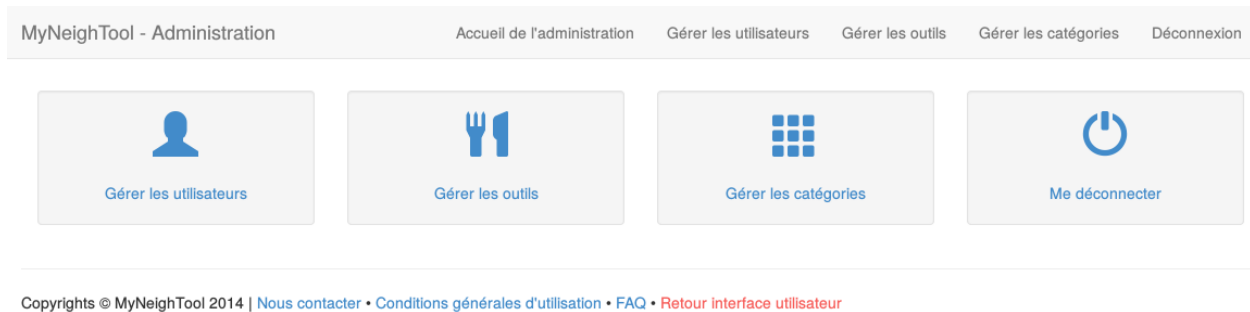 MyNeighTool - Administration Accueil de l'administration Gérer les utilisateurs Gérer les outils Gérer les catégories Déconnexion
Gérer les utilisateurs Gérer les outils Gérer les catégories Me déconnecter
Copyrights © MyNeighTool 2014 | Nous contacter • Conditions générales d'utilisation • FAQ • Retour interface utilisateur